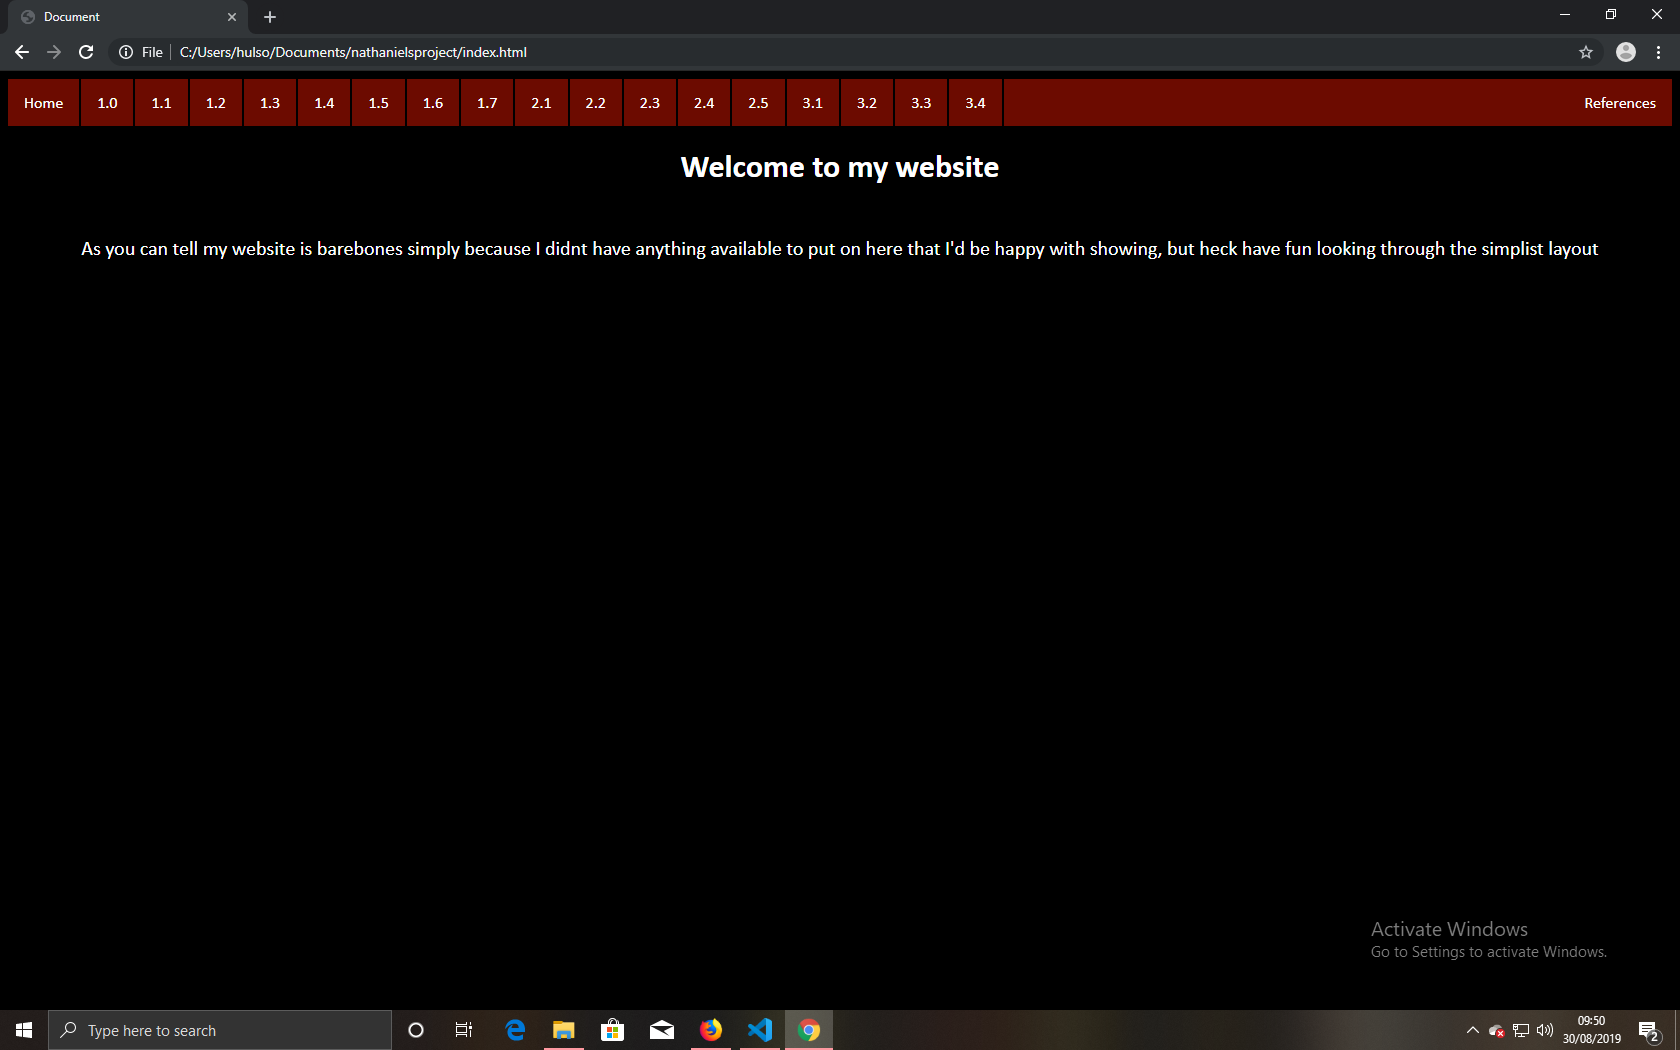 Document
File C:/Users/hulso/Documents/nathanielsproject/index.html
Home 1.0 1.1 1.2 1.3 1.4 1.5 1.6 1.7 2.1 2.2 2.3 2.4 2.5 3.1 3.2 3.3 3.4 References
Welcome to my website
As you can tell my website is barebones simply because I didnt have anything available to put on here that I'd be happy with showing, but heck have fun looking through the simplist layout
Activate Windows
Go to Settings to activate Windows.
Type here to search
09:50
30/08/2019
2